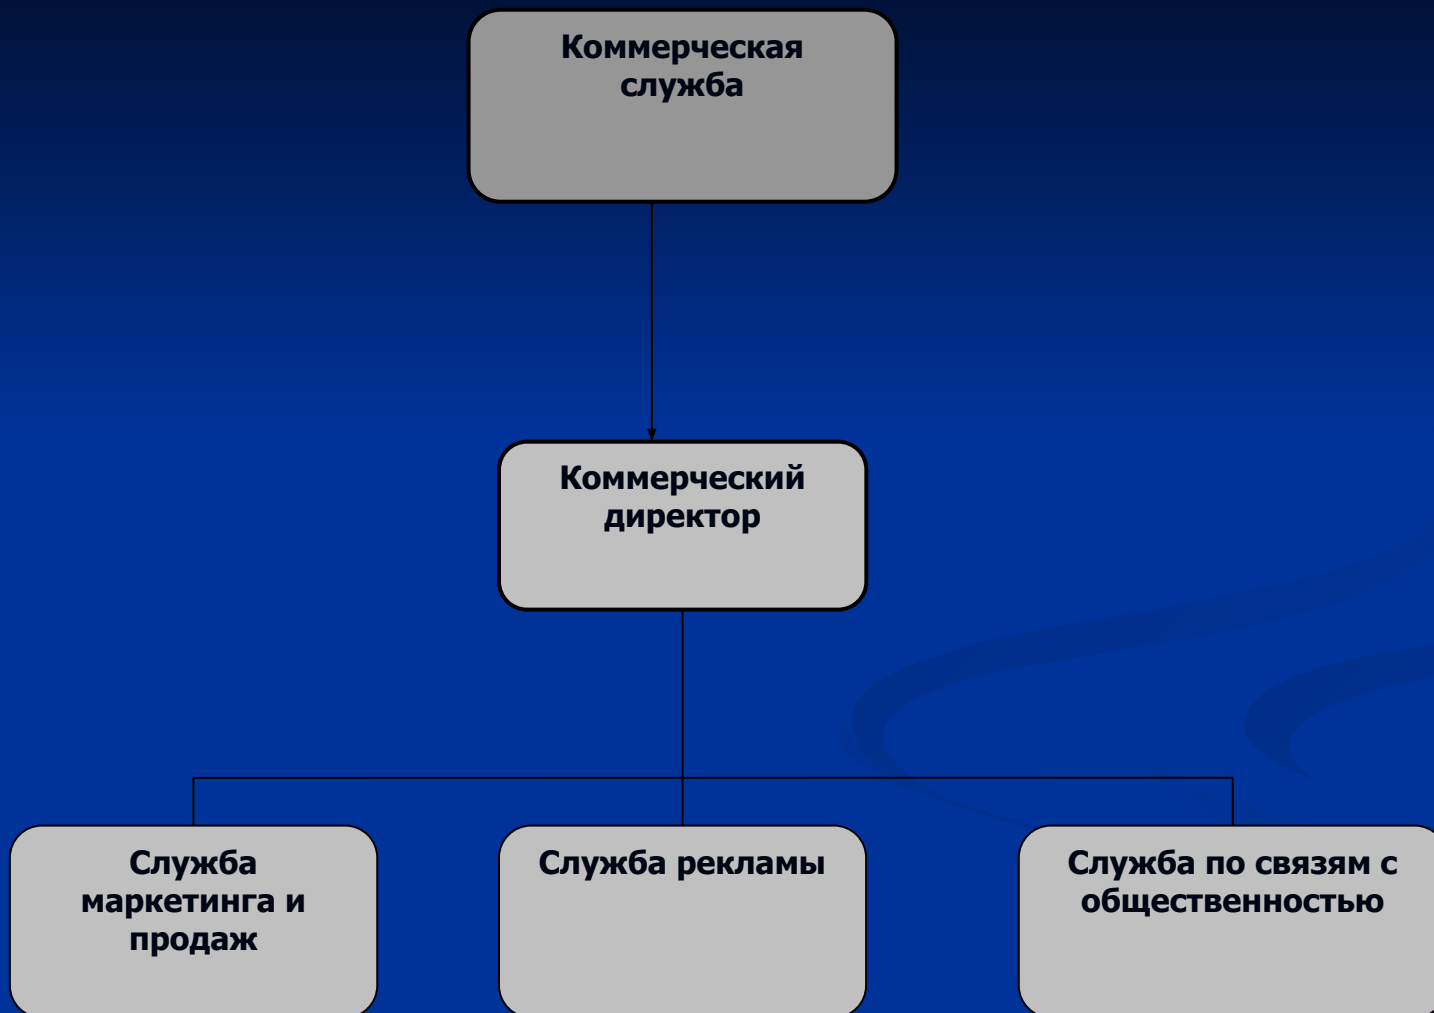 Коммерческая
служба
Коммерческий
директор
Служба
маркетинга и
продаж
Служба рекламы
Служба по связям с
общественностью